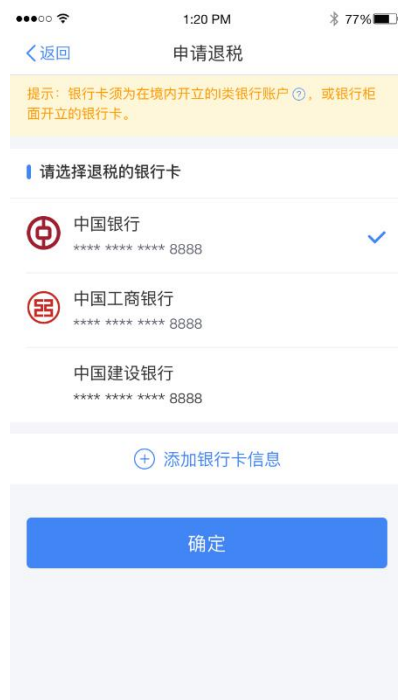 1:20 PM
77%
返回
申请退税
提示：银行卡须为在境内开立的I类银行账户?，或银行柜
面开立的银行卡。
请选择退税的银行卡
中国银行
**** **** **** 8888
中国工商银行
**** **** **** 8888
中国建设银行
**** **** **** 8888
添加银行卡信息
确定